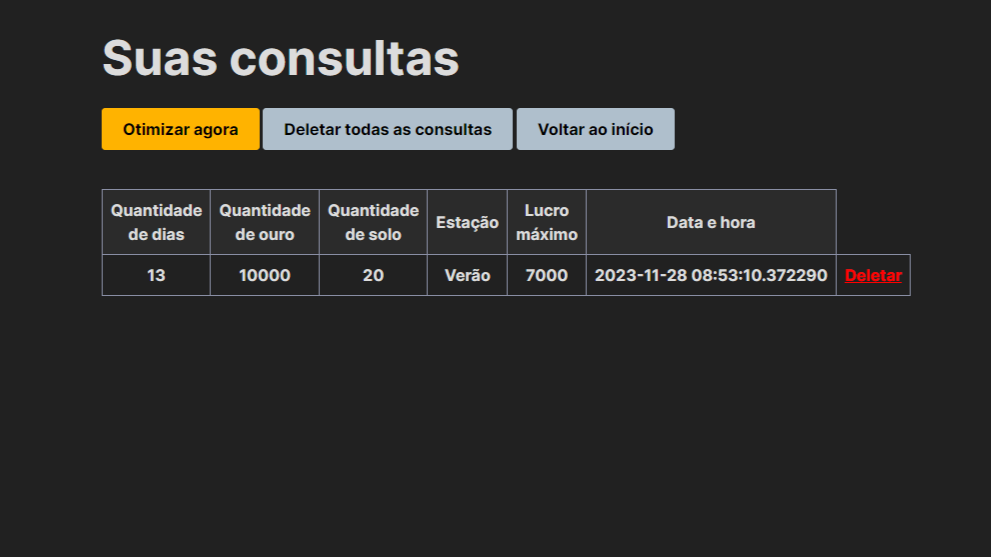 Suas consultas
Otimizar agora Deletar todas as consultas Voltar ao início
Quantidade de dias Quantidade de ouro Quantidade de solo Estação Lucro máximo Data e hora
13 10000 20 Verão 7000 2023-11-28 08:53:10.372290 Deletar